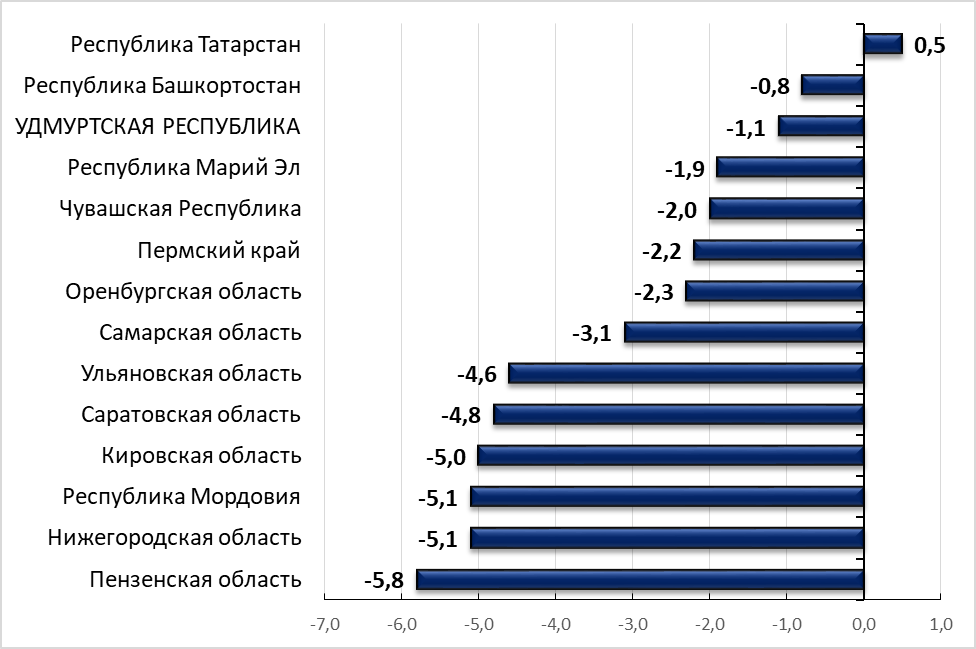 Республика Татарстан 0,5
Республика Башкортостан -0,8
УДМУРТСКАЯ РЕСПУБЛИКА -1,1
Республика Марий Эл -1,9
Чувашская Республика -2,0
Пермский край -2,2
Оренбургская область -2,3
Самарская область -3,1
Ульяновская область -4,6
Саратовская область -4,8
Кировская область -5,0
Республика Мордовия -5,1
Нижегородская область -5,1
Пензенская область -5,8
-7,0 -6,0 -5,0 -4,0 -3,0 -2,0 -1,0 0,0 1,0